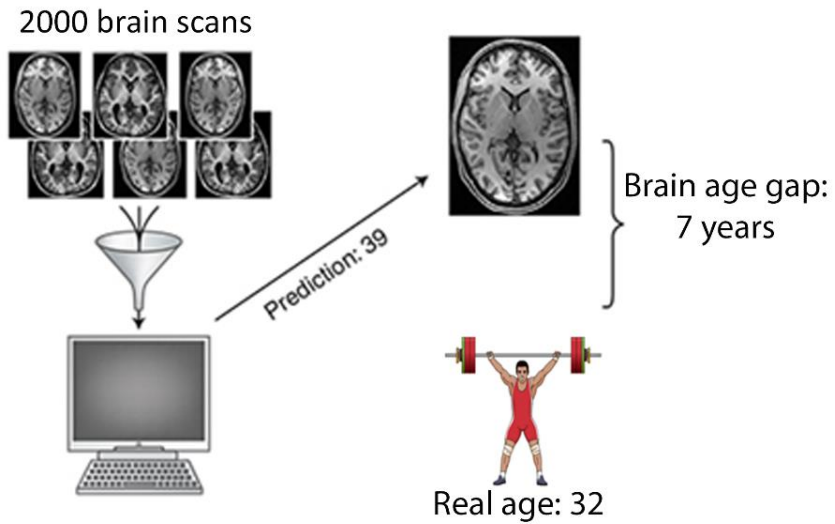 2000 brain scans
Prediction: 39
Brain age gap:
7 years
Real age: 32